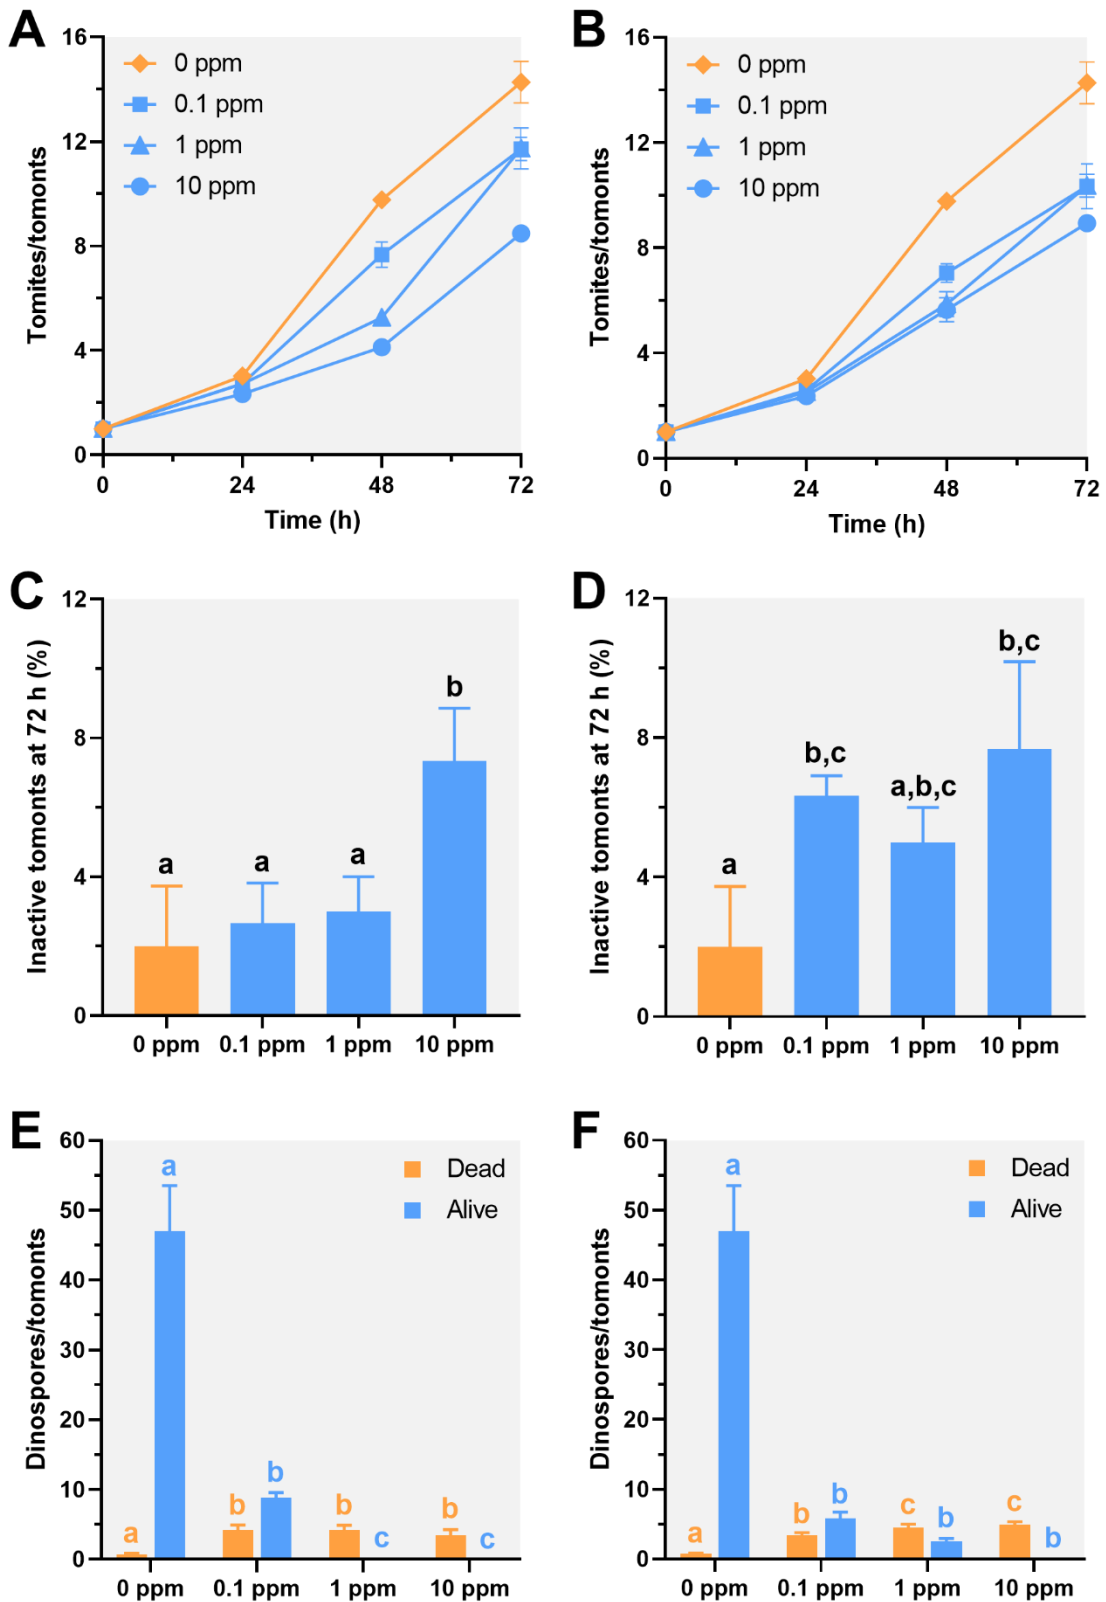 A
16
12
8
4
0
Tomites/tomonts
0 ppm
0.1 ppm
1 ppm
10 ppm
0 24 48 72
Time (h)
B
16
12
8
4
0
Tomites/tomonts
0 ppm
0.1 ppm
1 ppm
10 ppm
0 24 48 72
Time (h)
C
12
8
4
0
Inactive tomonts at 72 h (%)
a a a b
0 ppm 0.1 ppm 1 ppm 10 ppm
D
12
8
4
0
Inactive tomonts at 72 h (%)
a b,c a,b,c b,c
0 ppm 0.1 ppm 1 ppm 10 ppm
E
60
50
40
30
20
10
0
Dinospores/tomonts
Dead
Alive
a a b b b c b c
0 ppm 0.1 ppm 1 ppm 10 ppm
F
60
50
40
30
20
10
0
Dinospores/tomonts
Dead
Alive
a a b b c b c b
0 ppm 0.1 ppm 1 ppm 10 ppm